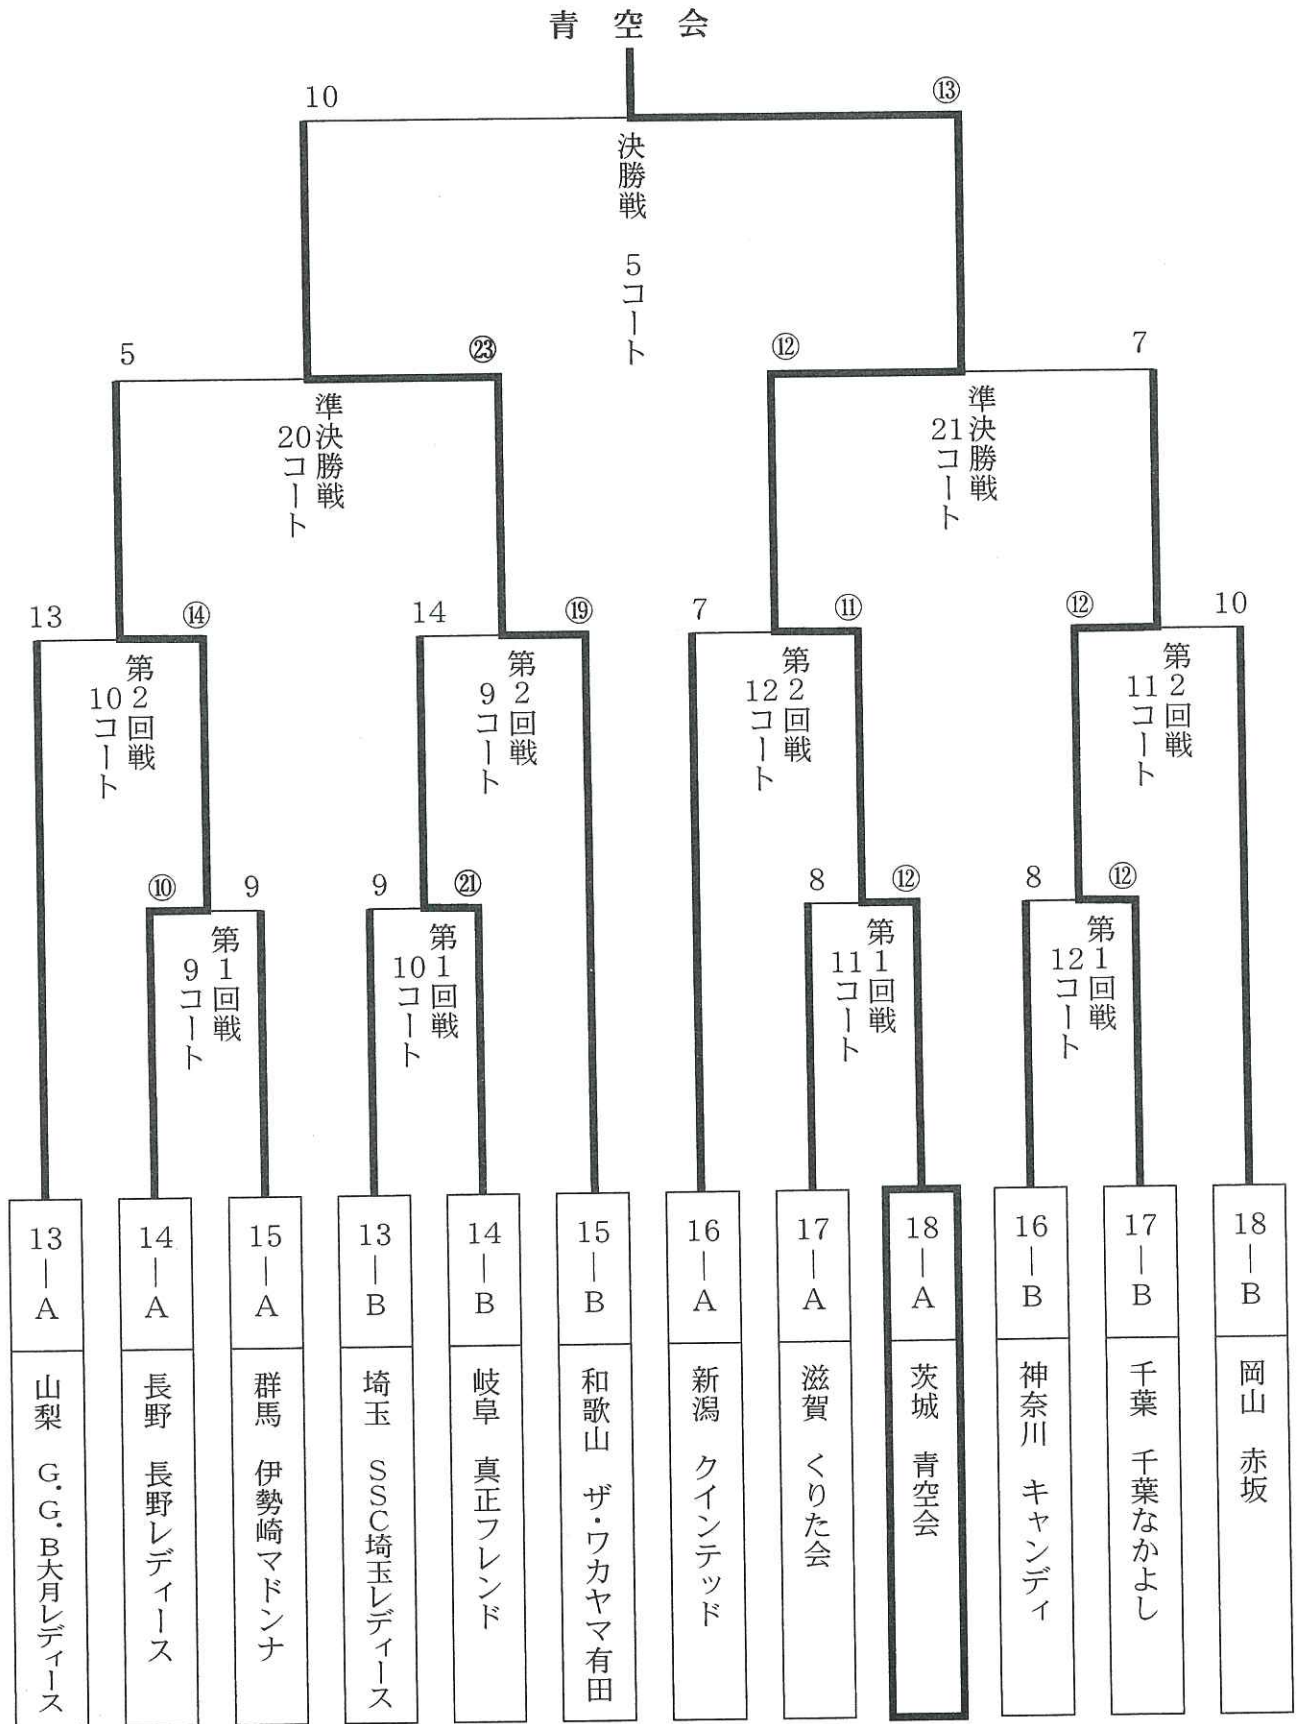 青空会
10
⑬
決勝戦 5コート
5
㉓
⑫
7
準決勝戦
20コート
準決勝戦
21コート
13
⑭
14
⑲
7
⑪
⑫
10
第2回戦
10コート
第2回戦
9コート
第2回戦
12コート
第2回戦
11コート
⑩
9
9
㉑
8
⑫
8
⑫
第1回戦
9コート
第1回戦
10コート
第1回戦
11コート
第1回戦
12コート
13―A 山梨 G.G.B大月レディース
14―A 長野 長野レディース
15―A 群馬 伊勢崎マドンナ
13―B 埼玉 SSC埼玉レディース
14―B 岐阜 真正フレンド
15―B 和歌山 ザ・ワカヤマ有田
16―A 新潟 クインテッド
17―A 滋賀 くりた会
18―A 茨城 青空会
16―B 神奈川 キャンディ
17―B 千葉 千葉なかよし
18―B 岡山 赤坂